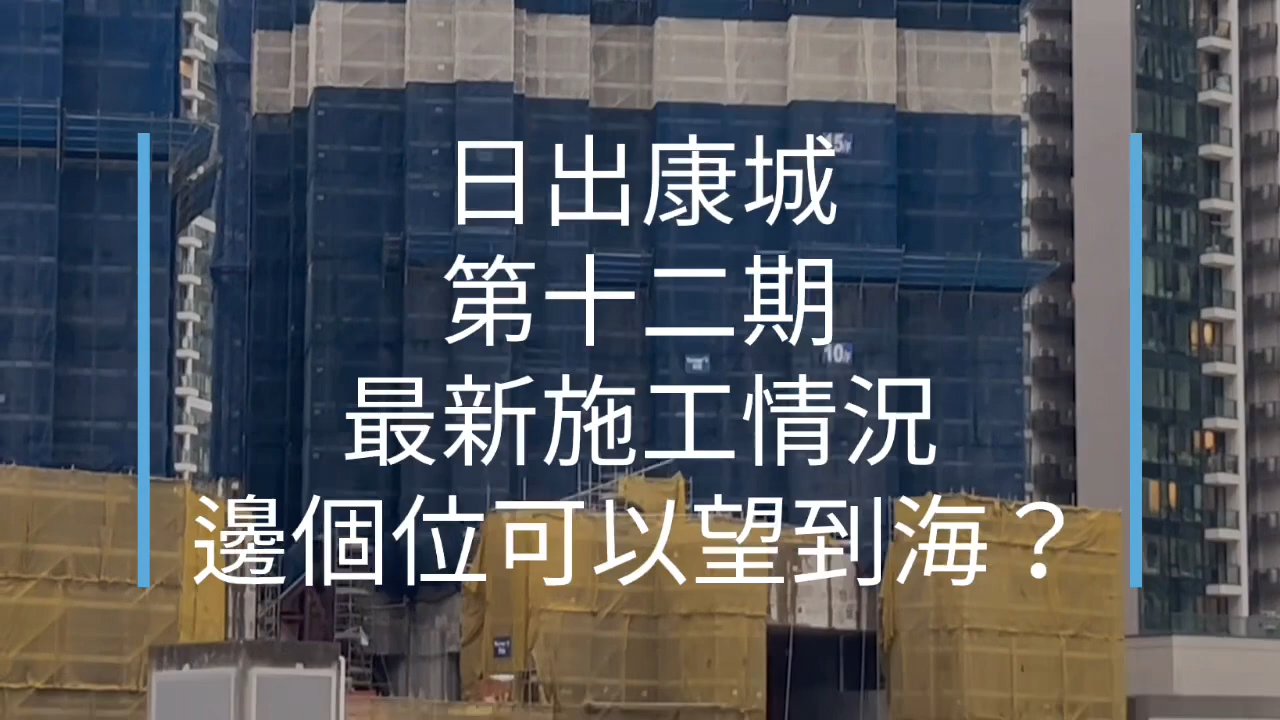 日出康城
第十二期
最新施工情況
邊個位可以望到海？